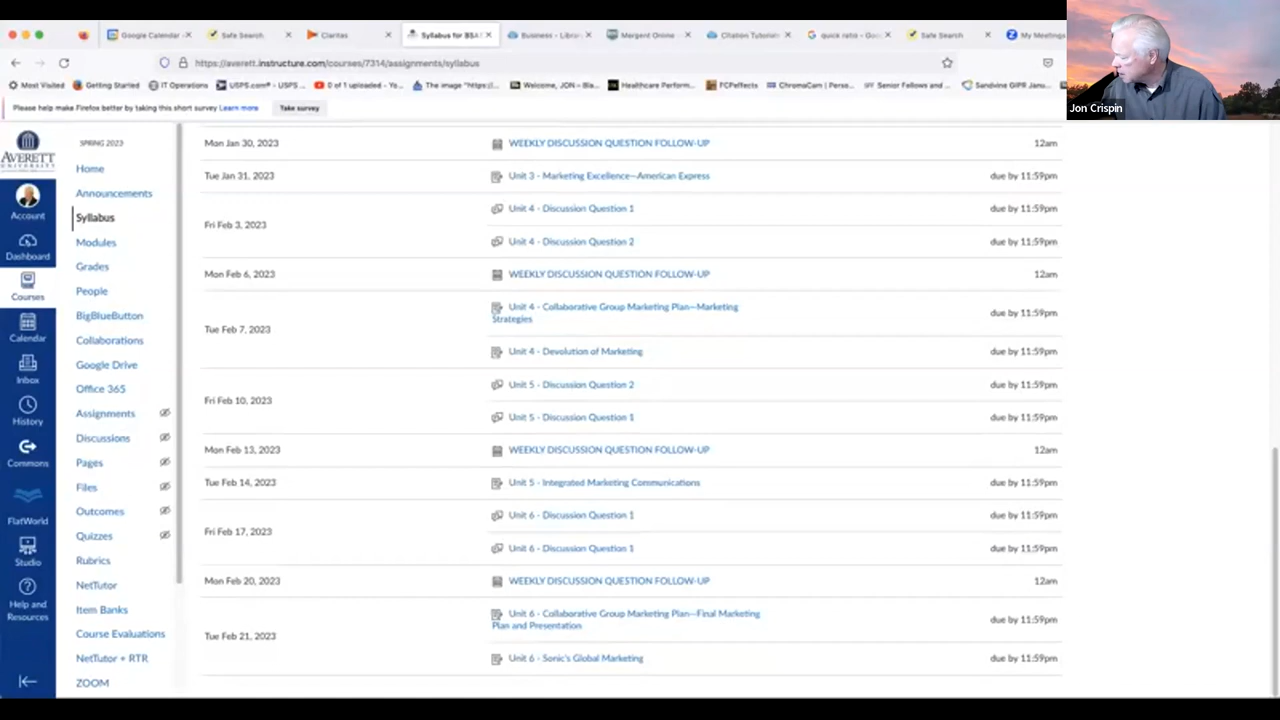 Google Calendar -
Safe Search
Claritas
Syllabus for BSA
Business - Librar
Mergent Online
Citation Tutorial
quick ratio - Goo
Safe Search
My Meetings
https://averett.instructure.com/courses/7314/assignments/syllabus
Most Visited
Getting Started
IT Operations
USPS.com® - USPS ...
0 of 1 uploaded - Yo...
The image "https:/...
Welcome, JON – Bla...
Healthcare Perform...
FCPeffects
ChromaCam | Perso...
Senior Fellows and ...
Sandvine GIPR Janu...
Please help make Firefox better by taking this short survey Learn more
Take survey
Jon Crispin
AVERETT
UNIVERSITY
Account
Dashboard
Courses
Calendar
Inbox
History
Commons
FlatWorld
Studio
Help and
Resources
SPRING 2023
Home
Announcements
Syllabus
Modules
Grades
People
BigBlueButton
Collaborations
Google Drive
Office 365
Assignments
Discussions
Pages
Files
Outcomes
Quizzes
Rubrics
NetTutor
Item Banks
Course Evaluations
NetTutor + RTR
ZOOM
Mon Jan 30, 2023 WEEKLY DISCUSSION QUESTION FOLLOW-UP 12am
Tue Jan 31, 2023 Unit 3 - Marketing Excellence—American Express due by 11:59pm
Fri Feb 3, 2023
Unit 4 - Discussion Question 1 due by 11:59pm
Unit 4 - Discussion Question 2 due by 11:59pm
Mon Feb 6, 2023 WEEKLY DISCUSSION QUESTION FOLLOW-UP 12am
Tue Feb 7, 2023
Unit 4 - Collaborative Group Marketing Plan—Marketing
Strategies due by 11:59pm
Unit 4 - Devolution of Marketing due by 11:59pm
Fri Feb 10, 2023
Unit 5 - Discussion Question 2 due by 11:59pm
Unit 5 - Discussion Question 1 due by 11:59pm
Mon Feb 13, 2023 WEEKLY DISCUSSION QUESTION FOLLOW-UP 12am
Tue Feb 14, 2023 Unit 5 - Integrated Marketing Communications due by 11:59pm
Fri Feb 17, 2023
Unit 6 - Discussion Question 1 due by 11:59pm
Unit 6 - Discussion Question 1 due by 11:59pm
Mon Feb 20, 2023 WEEKLY DISCUSSION QUESTION FOLLOW-UP 12am
Tue Feb 21, 2023
Unit 6 - Collaborative Group Marketing Plan—Final Marketing
Plan and Presentation due by 11:59pm
Unit 6 - Sonic's Global Marketing due by 11:59pm